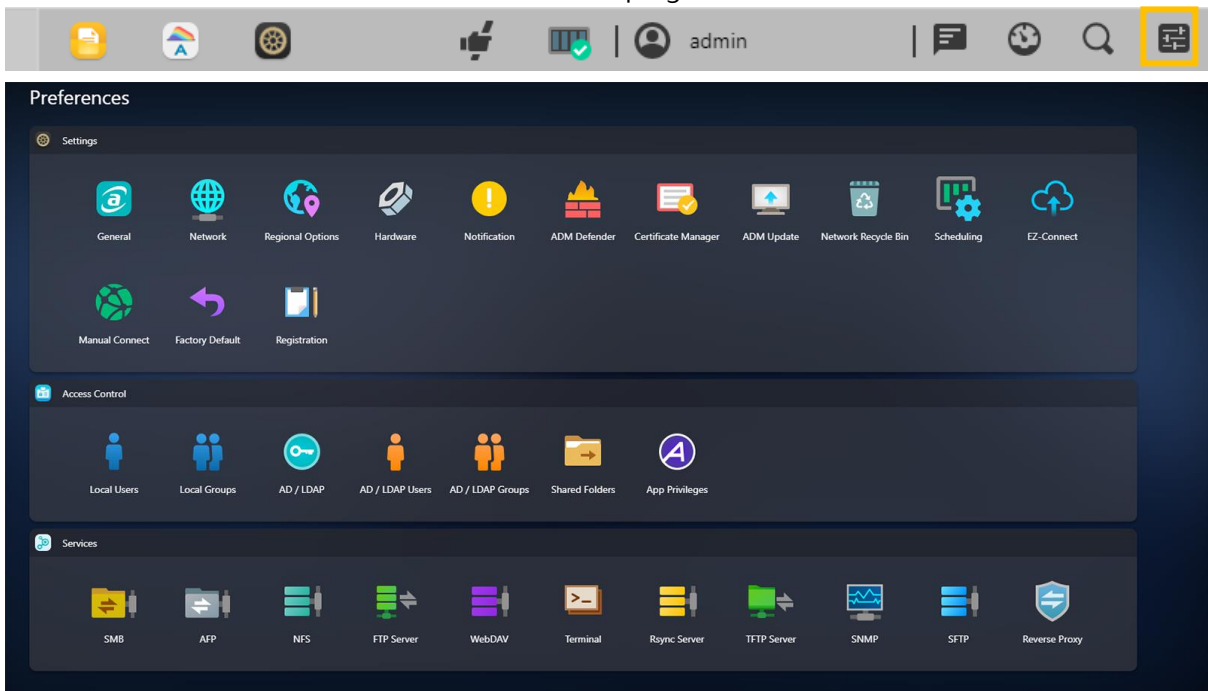 admin
Preferences
Settings
General Network Regional Options Hardware Notification ADM Defender Certificate Manager ADM Update Network Recycle Bin Scheduling EZ-Connect
Manual Connect Factory Default Registration
Access Control
Local Users Local Groups AD / LDAP AD / LDAP Users AD / LDAP Groups Shared Folders App Privileges
Services
SMB AFP NFS FTP Server WebDAV Terminal Rsync Server TFTP Server SNMP SFTP Reverse Proxy